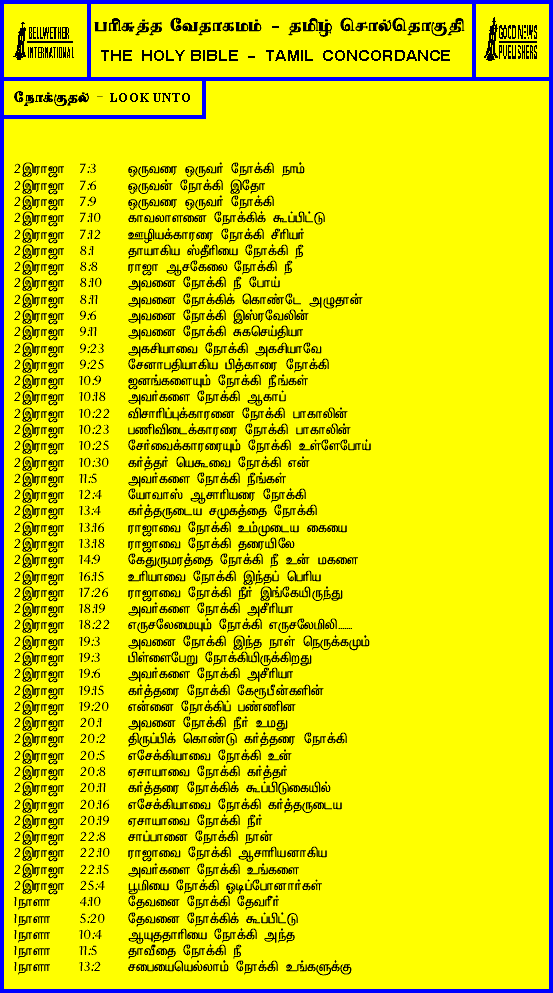 BELLWETHER
INTERNATIONAL
பரிசுத்த வேதாகமம் - தமிழ் சொல்தொகுதி
THE HOLY BIBLE - TAMIL CONCORDANCE
GOOD NEWS
PUBLISHERS
நோக்குதல் - LOOK UNTO
2இராஜா 7:3 ஒருவரை ஒருவர் நோக்கி நாம்
2இராஜா 7:6 ஒருவன் நோக்கி இதோ
2இராஜா 7:9 ஒருவரை ஒருவர் நோக்கி
2இராஜா 7:10 காவலாளனை நோக்கிக் கூப்பிட்டு
2இராஜா 7:12 ஊழியக்காரரை நோக்கி சீரியர்
2இராஜா 8:1 தாயாகிய ஸ்திரீயை நோக்கி நீ
2இராஜா 8:8 ராஜா ஆசகேலை நோக்கி நீ
2இராஜா 8:10 அவனை நோக்கி நீ போய்
2இராஜா 8:11 அவனை நோக்கிக் கொண்டே அழுதான்
2இராஜா 9:6 அவனை நோக்கி இஸ்ரவேலின்
2இராஜா 9:11 அவனை நோக்கி சுகசெய்தியா
2இராஜா 9:23 அகசியாவை நோக்கி அகசியாவே
2இராஜா 9:25 சேனாபதியாகிய பித்காரை நோக்கி
2இராஜா 10:9 ஜனங்களையும் நோக்கி நீங்கள்
2இராஜா 10:18 அவர்களை நோக்கி ஆகாப்
2இராஜா 10:22 விசாரிப்புக்காரனை நோக்கி பாகாலின்
2இராஜா 10:23 பணிவிடைக்காரரை நோக்கி பாகாலின்
2இராஜா 10:25 சேர்வைக்காரரையும் நோக்கி உள்ளேபோய்
2இராஜா 10:30 கர்த்தர் யெகூவை நோக்கி என்
2இராஜா 11:5 அவர்களை நோக்கி நீங்கள்
2இராஜா 12:4 யோவாஸ் ஆசாரியரை நோக்கி
2இராஜா 13:4 கர்த்தருடைய சமுகத்தை நோக்கி
2இராஜா 13:16 ராஜாவை நோக்கி உம்முடைய கையை
2இராஜா 13:18 ராஜாவை நோக்கி தரையிலே
2இராஜா 14:9 கேதுருமரத்தை நோக்கி நீ உன் மகளை
2இராஜா 16:15 உரியாவை நோக்கி இந்தப் பெரிய
2இராஜா 17:26 ராஜாவை நோக்கி நீர் இங்கேயிருந்து
2இராஜா 18:19 அவர்களை நோக்கி அசீரியா
2இராஜா 18:22 எருசலேமையும் நோக்கி எருசலேமிலி......
2இராஜா 19:3 அவனை நோக்கி இந்த நாள் நெருக்கமும்
2இராஜா 19:3 பிள்ளைபேறு நோக்கியிருக்கிறது
2இராஜா 19:6 அவர்களை நோக்கி அசீரியா
2இராஜா 19:15 கர்த்தரை நோக்கி கேரூபீன்களின்
2இராஜா 19:20 என்னை நோக்கிப் பண்ணின
2இராஜா 20:1 அவனை நோக்கி நீர் உமது
2இராஜா 20:2 திருப்பிக் கொண்டு கர்த்தரை நோக்கி
2இராஜா 20:5 எசேக்கியாவை நோக்கி உன்
2இராஜா 20:8 ஏசாயாவை நோக்கி கர்த்தர்
2இராஜா 20:11 கர்த்தரை நோக்கிக் கூப்பிடுகையில்
2இராஜா 20:16 எசேக்கியாவை நோக்கி கர்த்தருடைய
2இராஜா 20:19 ஏசாயாவை நோக்கி நீர்
2இராஜா 22:8 சாப்பானை நோக்கி நான்
2இராஜா 22:10 ராஜாவை நோக்கி ஆசாரியனாகிய
2இராஜா 22:15 அவர்களை நோக்கி உங்களை
2இராஜா 25:4 பூமியை நோக்கி ஓடிப்போனார்கள்
1நாளா 4:10 தேவனை நோக்கி தேவரீர்
1நாளா 5:20 தேவனை நோக்கிக் கூப்பிட்டு
1நாளா 10:4 ஆயுததாரியை நோக்கி அந்த
1நாளா 11:5 தாவீதை நோக்கி நீ
1நாளா 13:2 சபையையெல்லாம் நோக்கி உங்களுக்கு